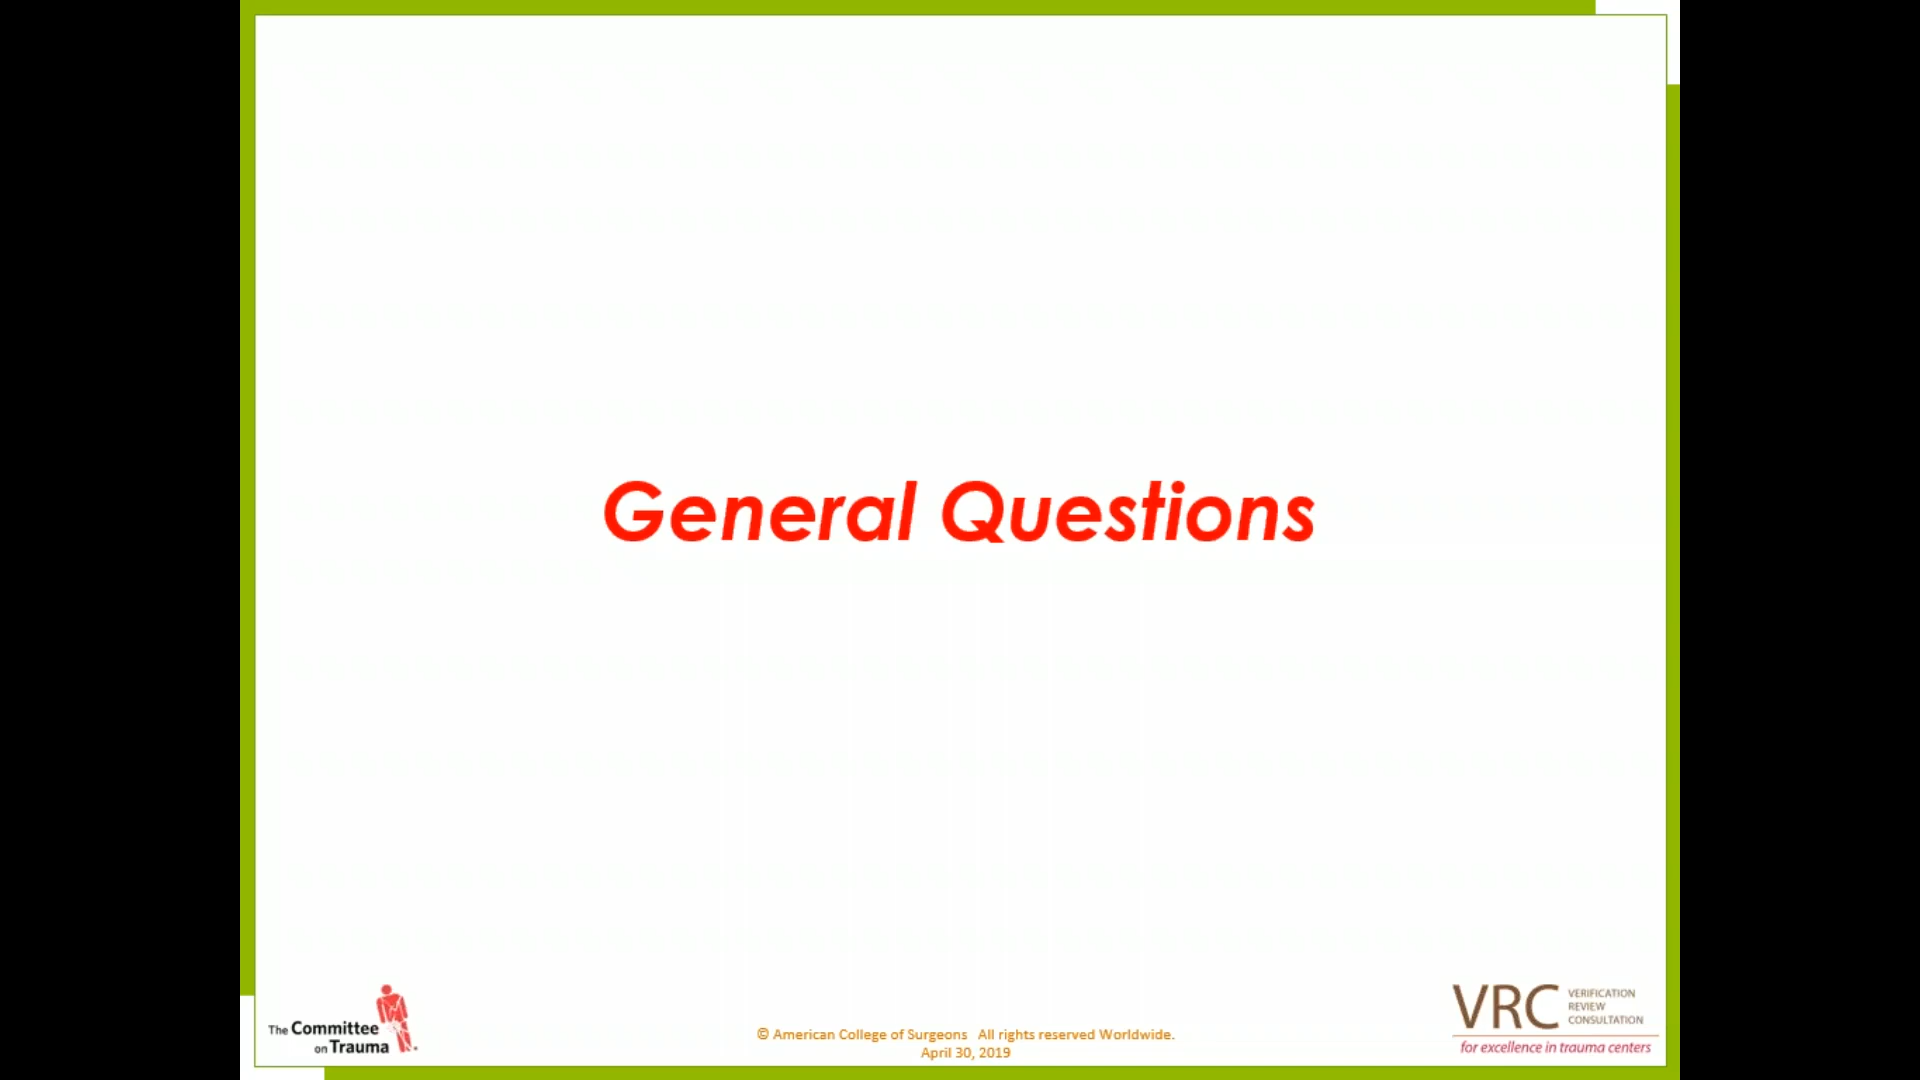 General Questions
The Committee
on Trauma
© American College of Surgeons All rights reserved Worldwide.
April 30, 2019
VRC
VERIFICATION
REVIEW
CONSULTATION
for excellence in trauma centers